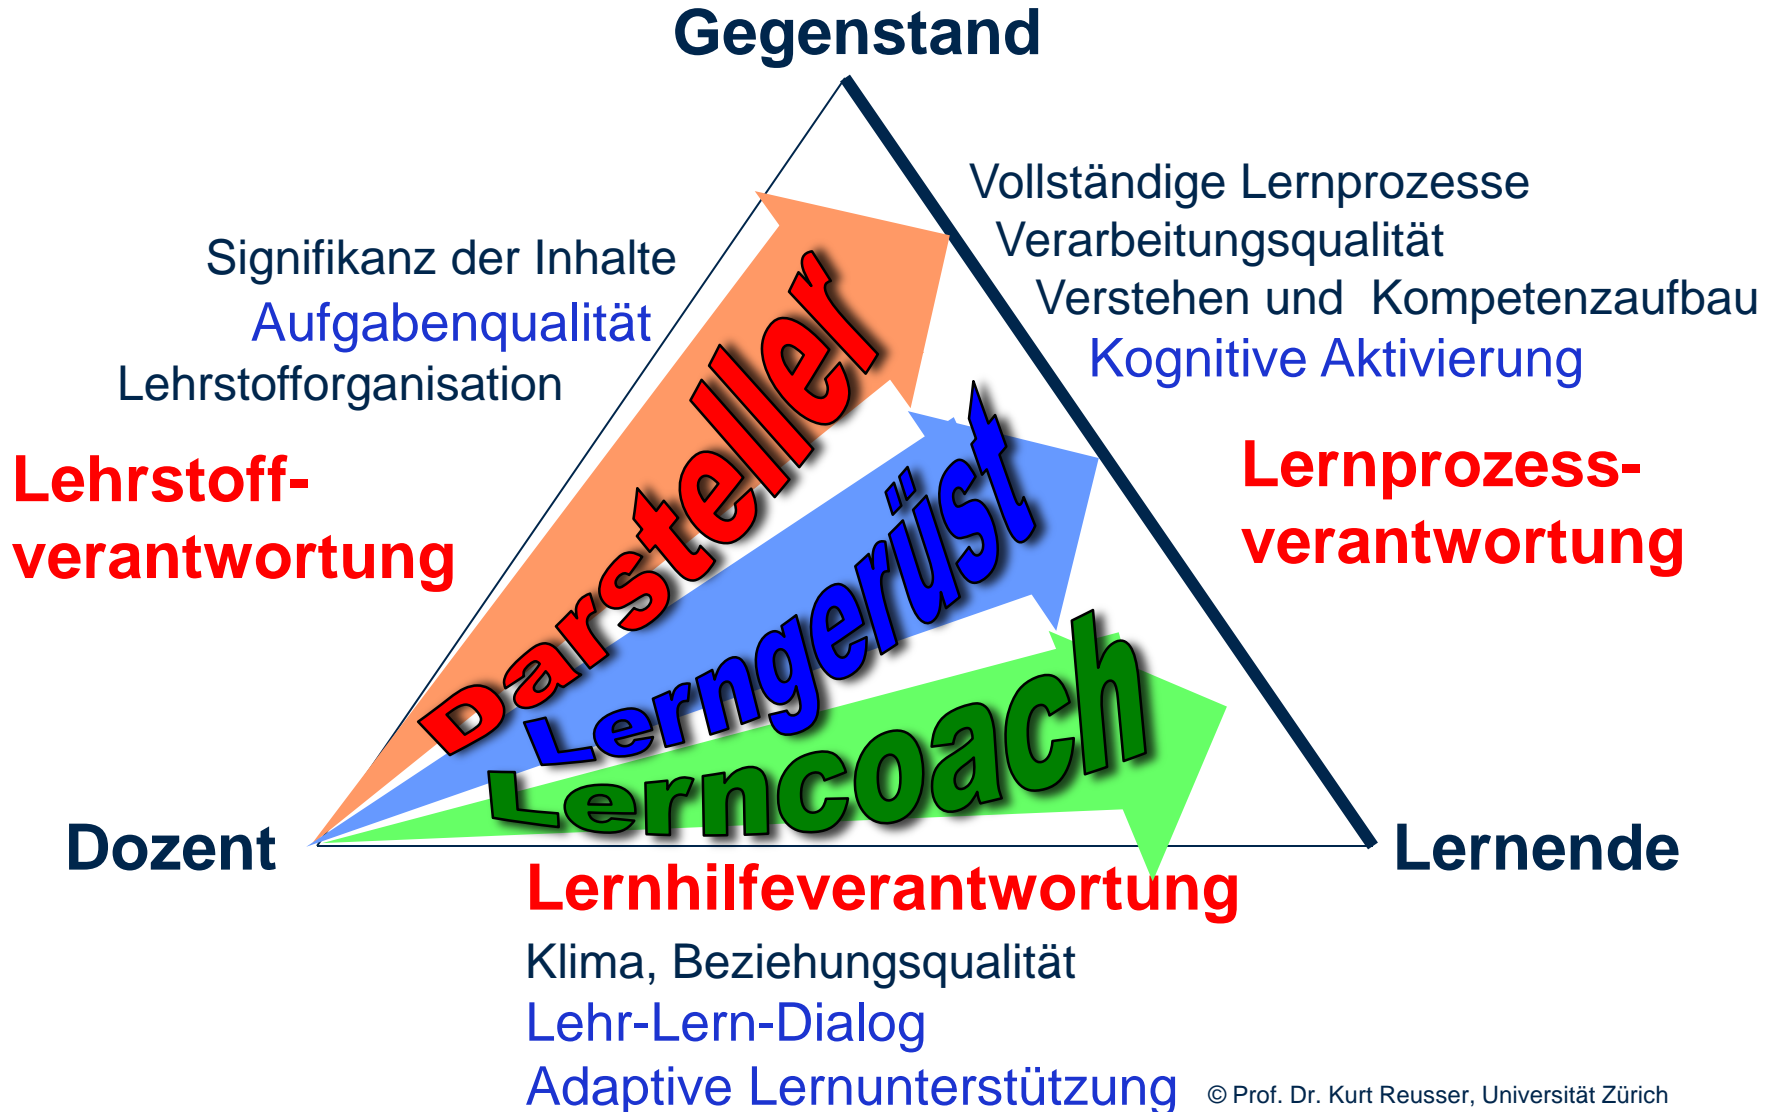 Gegenstand
Vollständige Lernprozesse
Verarbeitungsqualität
Verstehen und Kompetenzaufbau
Kognitive Aktivierung
Signifikanz der Inhalte
Aufgabenqualität
Lehrstofforganisation
Lehrstoff-
verantwortung
Lernprozess-
verantwortung
Darsteller
Lerngerüst
Lerncoach
Dozent
Lernende
Lernhilfeverantwortung
Klima, Beziehungsqualität
Lehr-Lern-Dialog
Adaptive Lernunterstützung
© Prof. Dr. Kurt Reusser, Universität Zürich